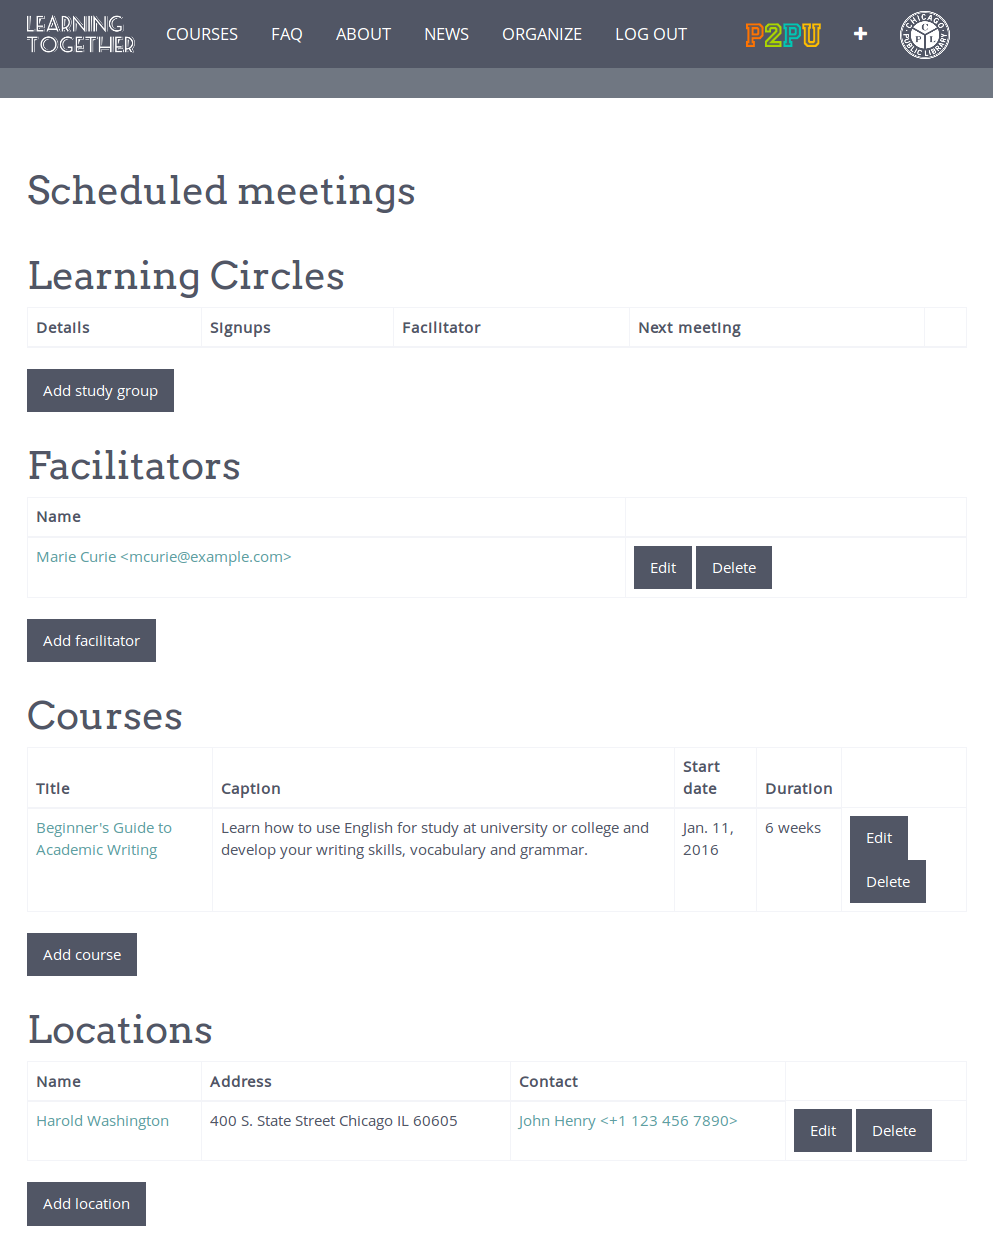 LEARNING
TOGETHER
COURSES FAQ ABOUT NEWS ORGANIZE LOG OUT
P2PU
CHICAGO PUBLIC LIBRARY
C P L
Scheduled meetings
Learning Circles
Details Signups Facilitator Next meeting
Add study group
Facilitators
Name
Marie Curie <mcurie@example.com> Edit Delete
Add facilitator
Courses
Title Caption Start date Duration
Beginner's Guide to Academic Writing
Learn how to use English for study at university or college and
develop your writing skills, vocabulary and grammar.
Jan. 11, 2016
6 weeks
Edit
Delete
Add course
Locations
Name Address Contact
Harold Washington 400 S. State Street Chicago IL 60605 John Henry <+1 123 456 7890> Edit Delete
Add location